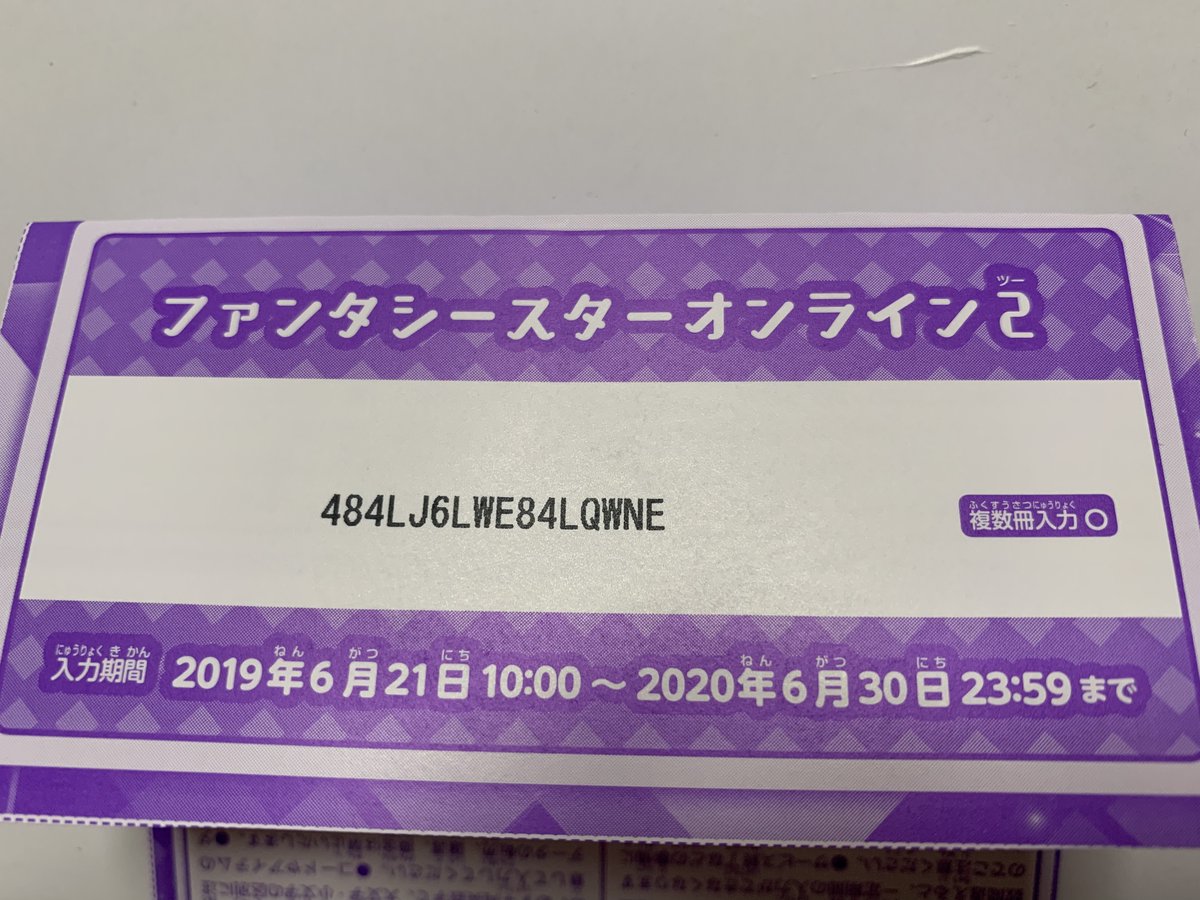 ファンタシースターオンライン2
ツー
484LJ6LWE84LQWNE
ふくすうさつにゅうりょく
複数冊入力 ○
にゅうりょく き かん
入力期間
ねん がつ にち ねん がつ にち
2019年6月21日 10:00 ～ 2020年6月30日 23:59 まで